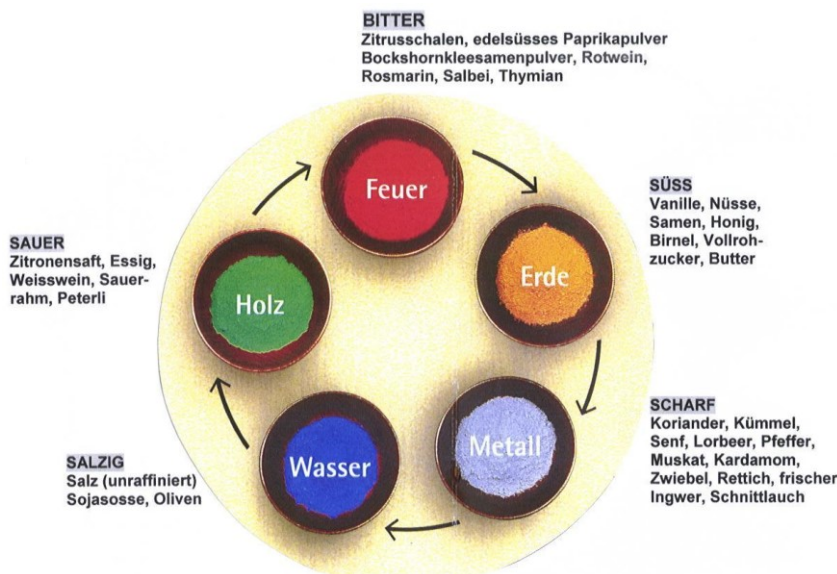 BITTER
Zitrusschalen, edelsüsses Paprikapulver
Bockshornkleesamenpulver, Rotwein,
Rosmarin, Salbei, Thymian
Feuer
SÜSS
Vanille, Nüsse,
Samen, Honig,
Birnel, Vollroh-
zucker, Butter
Erde
SCHARF
Koriander, Kümmel,
Senf, Lorbeer, Pfeffer,
Muskat, Kardamom,
Zwiebel, Rettich, frischer
Ingwer, Schnittlauch
Metall
SALZIG
Salz (unraffiniert)
Sojasosse, Oliven
Wasser
SAUER
Zitronensaft, Essig,
Weisswein, Sauer-
rahm, Peterli
Holz